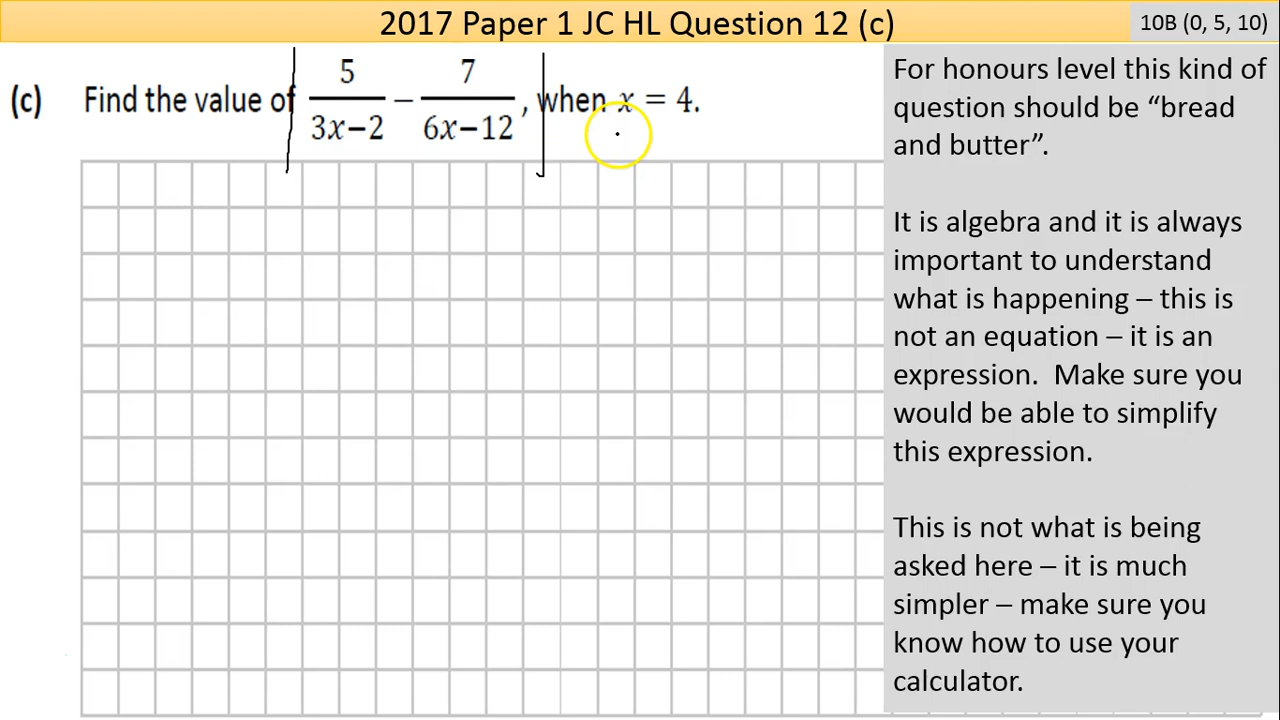 2017 Paper 1 JC HL Question 12 (c)
10B (0, 5, 10)
(c) Find the value of 5/(3x−2) − 7/(6x−12), when x = 4.
For honours level this kind of
question should be “bread
and butter”.
It is algebra and it is always
important to understand
what is happening – this is
not an equation – it is an
expression. Make sure you
would be able to simplify
this expression.
This is not what is being
asked here – it is much
simpler – make sure you
know how to use your
calculator.